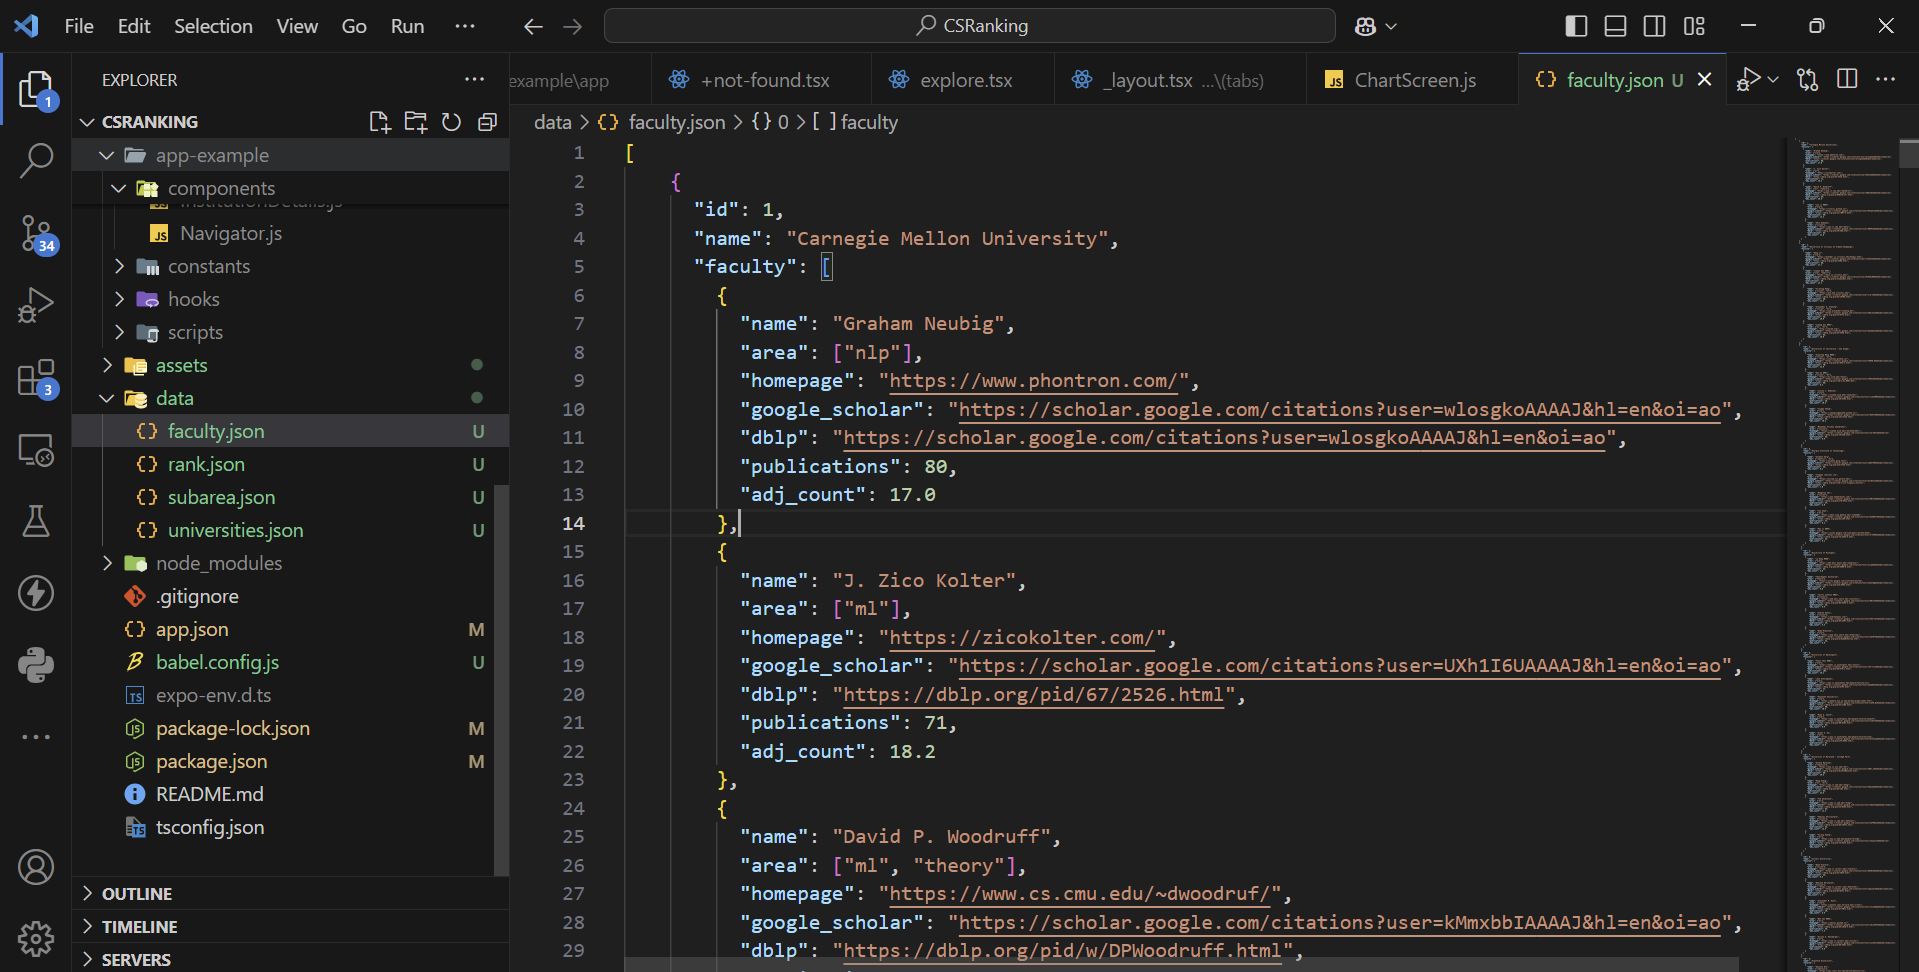 File Edit Selection View Go Run ···
CSRanking
EXPLORER
example\app
+not-found.tsx
explore.tsx
_layout.tsx ...\(tabs)
ChartScreen.js
faculty.json U
CSRANKING
app-example
components
InstitutionDetails.js
Navigator.js
constants
hooks
scripts
assets
data
faculty.json U
rank.json U
subarea.json U
universities.json U
node_modules
.gitignore
app.json M
babel.config.js U
expo-env.d.ts
package-lock.json M
package.json M
README.md
tsconfig.json
OUTLINE
TIMELINE
SERVERS
1
34
3
data > {} faculty.json > {} 0 > [ ] faculty
1 [
2 {
3 "id": 1,
4 "name": "Carnegie Mellon University",
5 "faculty": [
6 {
7 "name": "Graham Neubig",
8 "area": ["nlp"],
9 "homepage": "https://www.phontron.com/",
10 "google_scholar": "https://scholar.google.com/citations?user=wlosgkoAAAAJ&hl=en&oi=ao",
11 "dblp": "https://scholar.google.com/citations?user=wlosgkoAAAAJ&hl=en&oi=ao",
12 "publications": 80,
13 "adj_count": 17.0
14 },
15 {
16 "name": "J. Zico Kolter",
17 "area": ["ml"],
18 "homepage": "https://zicokolter.com/",
19 "google_scholar": "https://scholar.google.com/citations?user=UXh1I6UAAAAJ&hl=en&oi=ao",
20 "dblp": "https://dblp.org/pid/67/2526.html",
21 "publications": 71,
22 "adj_count": 18.2
23 },
24 {
25 "name": "David P. Woodruff",
26 "area": ["ml", "theory"],
27 "homepage": "https://www.cs.cmu.edu/~dwoodruf/",
28 "google_scholar": "https://scholar.google.com/citations?user=kMmxbbIAAAAJ&hl=en&oi=ao",
29 "dblp": "https://dblp.org/pid/w/DPWoodruff.html",